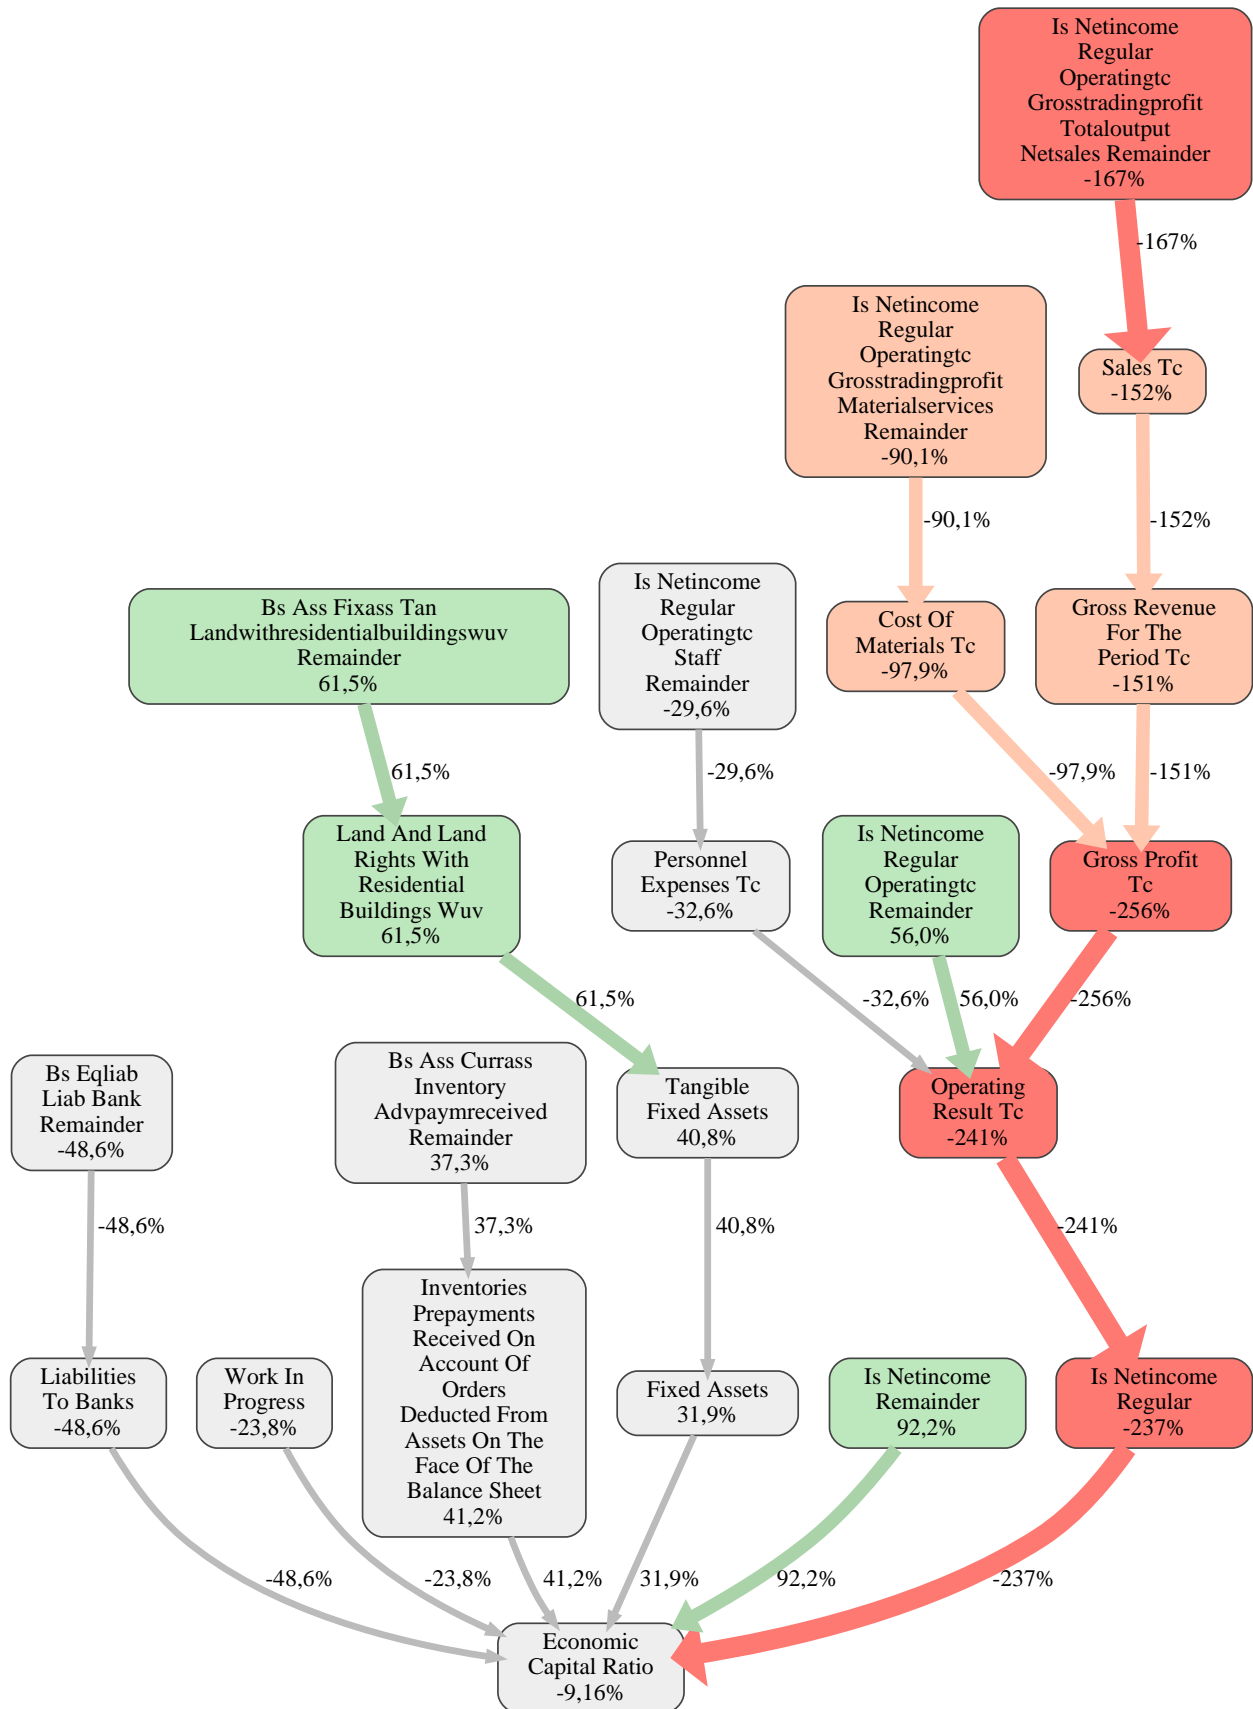 Is Netincome
Regular
Operatingtc
Grosstradingprofit
Totaloutput
Netsales Remainder
-167%
-167%
Is Netincome
Regular
Operatingtc
Grosstradingprofit
Materialservices
Remainder
-90,1%
Sales Tc
-152%
-90,1%
-152%
Bs Ass Fixass Tan
Landwithresidentialbuildingswuv
Remainder
61,5%
Is Netincome
Regular
Operatingtc
Staff
Remainder
-29,6%
Cost Of
Materials Tc
-97,9%
Gross Revenue
For The
Period Tc
-151%
61,5%
-29,6%
-97,9%
-151%
Land And Land
Rights With
Residential
Buildings Wuv
61,5%
Personnel
Expenses Tc
-32,6%
Is Netincome
Regular
Operatingtc
Remainder
56,0%
Gross Profit
Tc
-256%
61,5%
-32,6%
56,0%
-256%
Bs Eqliab
Liab Bank
Remainder
-48,6%
Bs Ass Currass
Inventory
Advpaymreceived
Remainder
37,3%
Tangible
Fixed Assets
40,8%
Operating
Result Tc
-241%
-48,6%
37,3%
40,8%
-241%
Liabilities
To Banks
-48,6%
Work In
Progress
-23,8%
Inventories
Prepayments
Received On
Account Of
Orders
Deducted From
Assets On The
Face Of The
Balance Sheet
41,2%
Fixed Assets
31,9%
Is Netincome
Remainder
92,2%
Is Netincome
Regular
-237%
-48,6%
-23,8%
41,2%
31,9%
92,2%
-237%
Economic
Capital Ratio
-9,16%